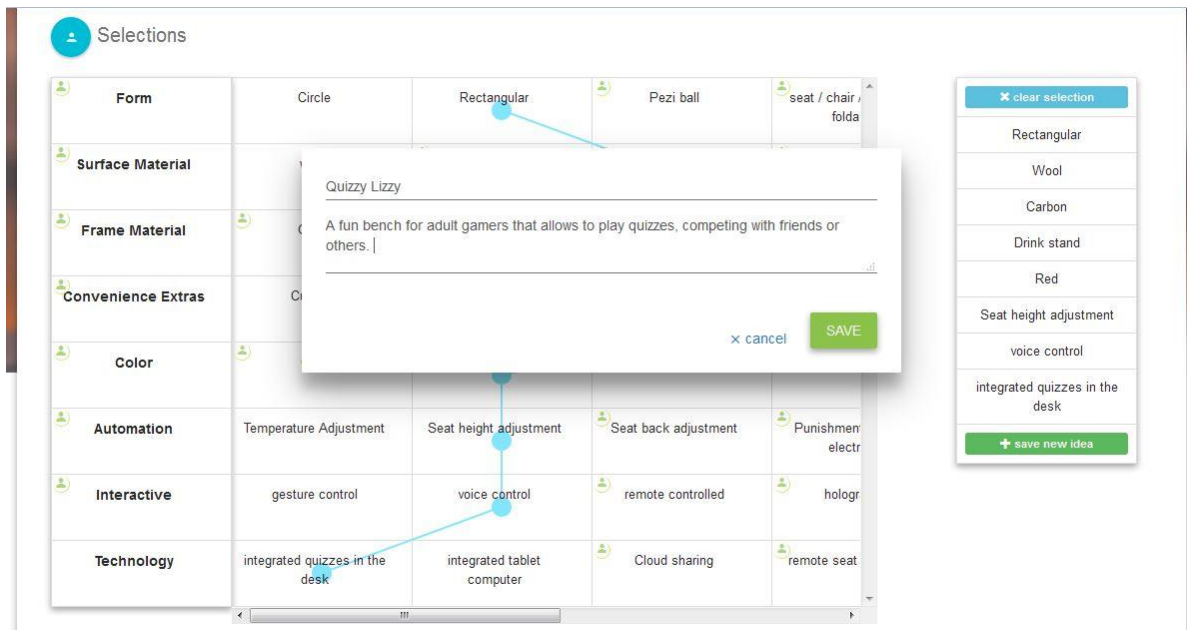 Selections
Form
Circle
Rectangular
Pezi ball
seat / chair
folda
Surface Material
Frame Material
Convenience Extras
Color
Quizzy Lizzy
A fun bench for adult gamers that allows to play quizzes, competing with friends or
others.
× cancel
SAVE
Automation
Temperature Adjustment
Seat height adjustment
Seat back adjustment
Punishmen
electr
Interactive
gesture control
voice control
remote controlled
hologr
Technology
integrated quizzes in the
desk
integrated tablet
computer
Cloud sharing
remote seat
✖ clear selection
Rectangular
Wool
Carbon
Drink stand
Red
Seat height adjustment
voice control
integrated quizzes in the
desk
+ save new idea